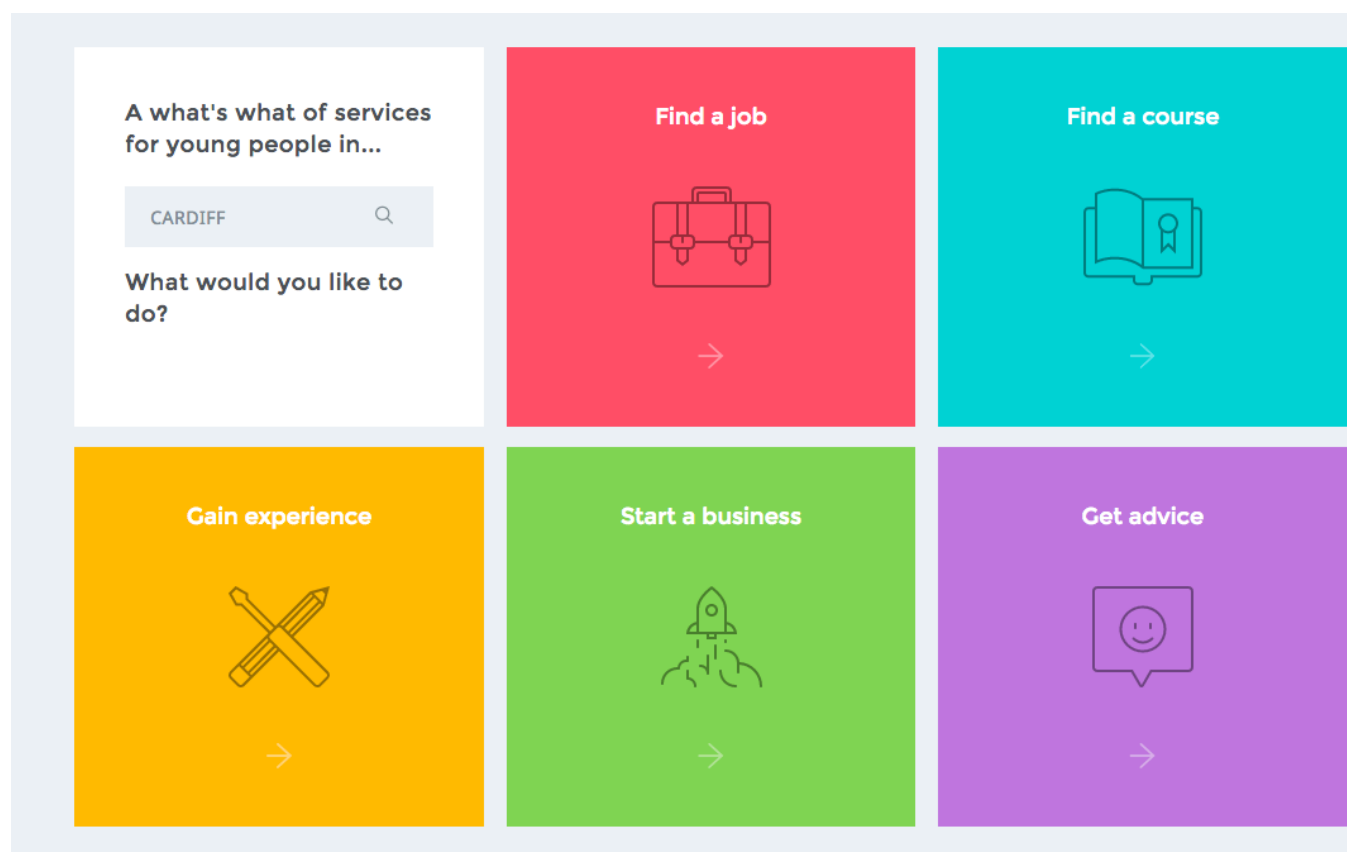 A what's what of services
for young people in...
CARDIFF
What would you like to
do?
Find a job
Find a course
Gain experience
Start a business
Get advice